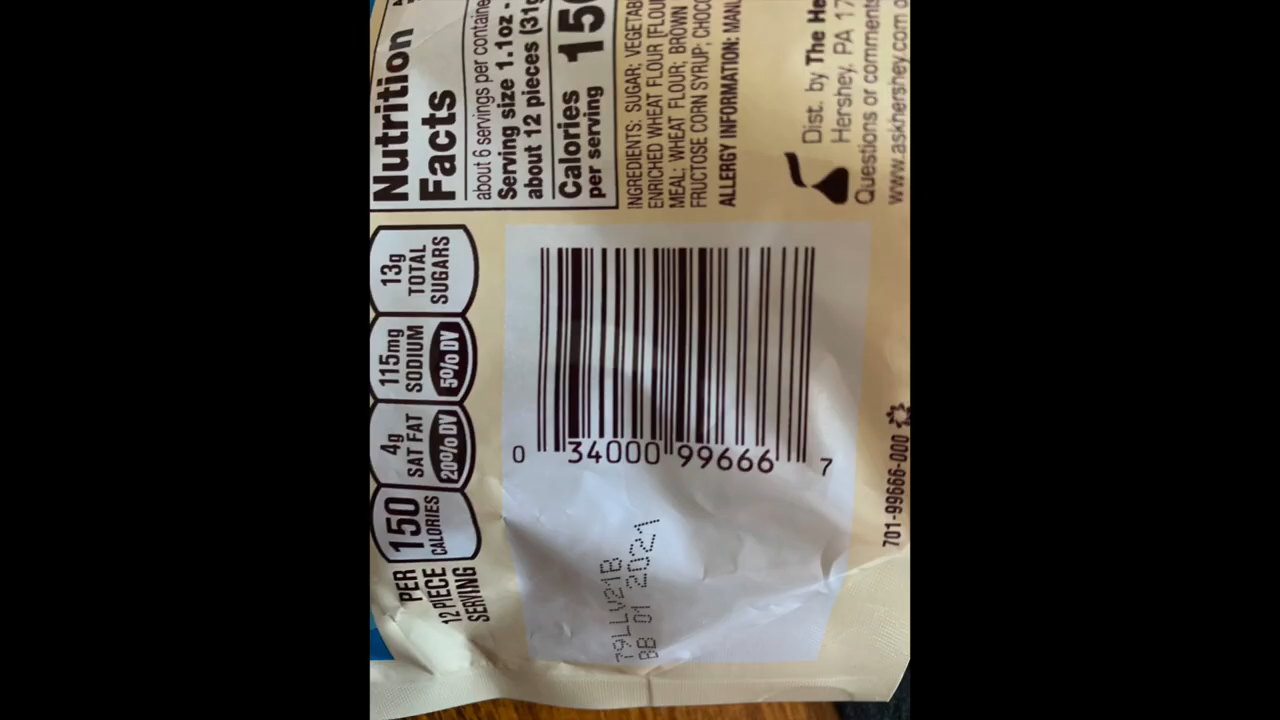 Nutrition
Facts
about 6 servings per containe
Serving size 1.1oz -
about 12 pieces (31g
Calories 15
per serving
INGREDIENTS: SUGAR; VEGETAB
ENRICHED WHEAT FLOUR [FLOU
MEAL; WHEAT FLOUR; BROWN
FRUCTOSE CORN SYRUP; CHOCO
ALLERGY INFORMATION: MANU
Dist. by The He
Hershey, PA 17
Questions or comments
www.askhershey.com o
PER
12 PIECE
SERVING
150
CALORIES
4g
SAT FAT
20% DV
115mg
SODIUM
5% DV
13g
TOTAL
SUGARS
0 34000 99666 7
79LLV21B
BB 01 2021
701-99666-000